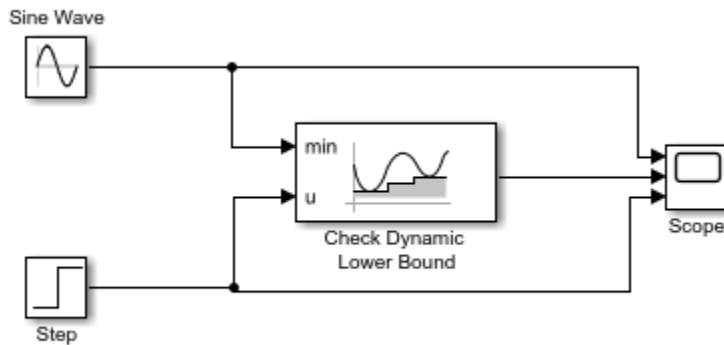 Sine Wave
min
u
Check Dynamic
Lower Bound
Scope
Step